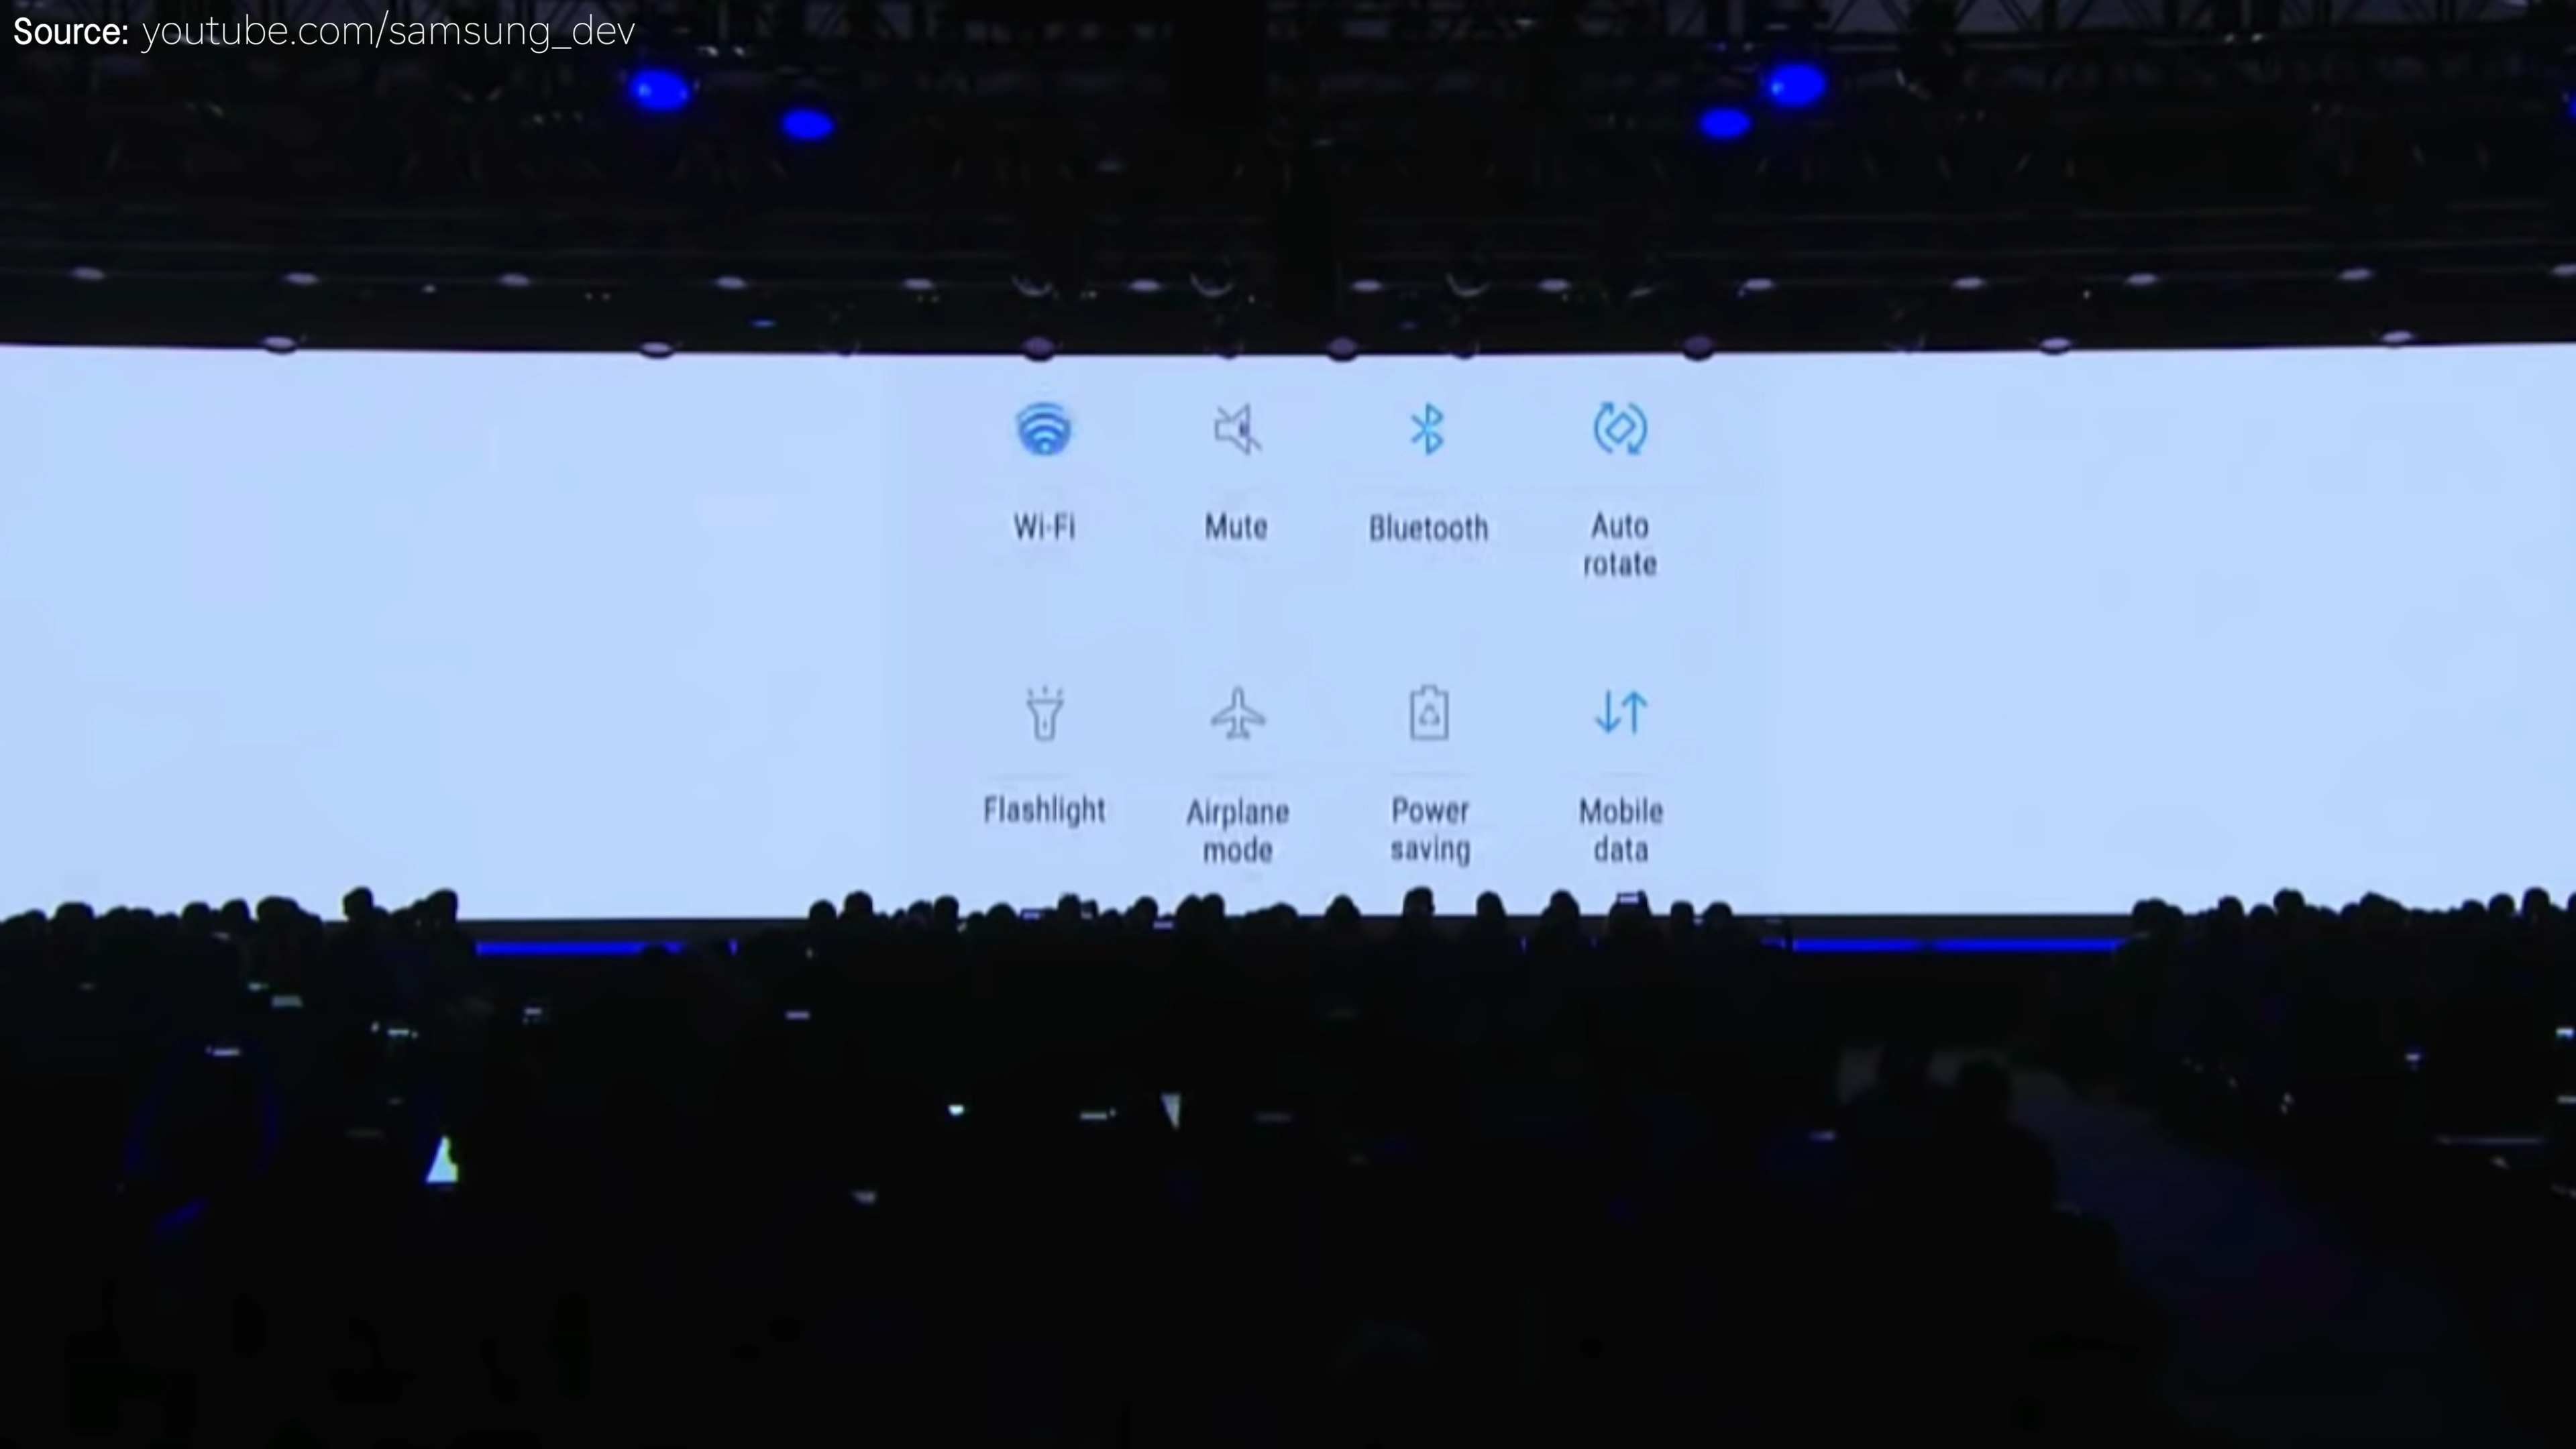 Source: youtube.com/samsung_dev
Wi-Fi
Mute
Bluetooth
Auto
rotate
Flashlight
Airplane
mode
Power
saving
Mobile
data